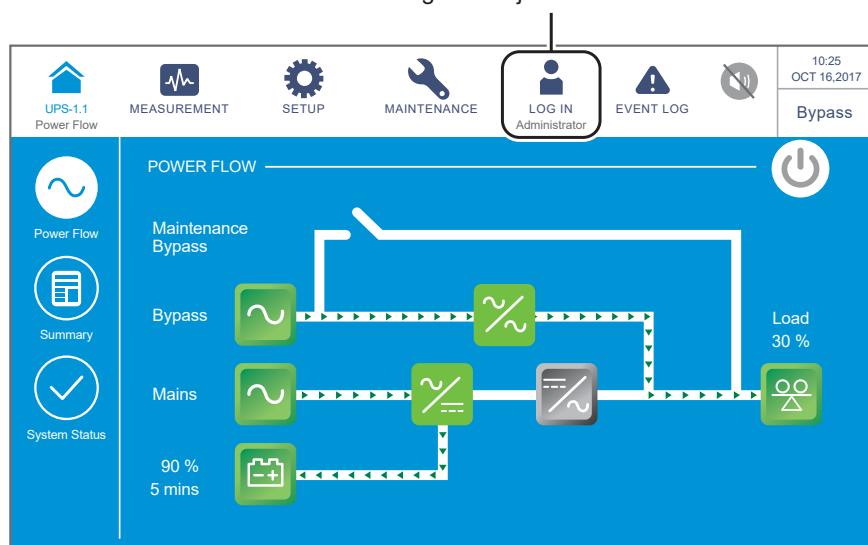 10:25
OCT 16,2017
UPS-1.1
Power Flow
MEASUREMENT
SETUP
MAINTENANCE
LOG IN
Administrator
EVENT LOG
Bypass
POWER FLOW
Power Flow
Maintenance
Bypass
Bypass
Load
30 %
Summary
Mains
System Status
90 %
5 mins